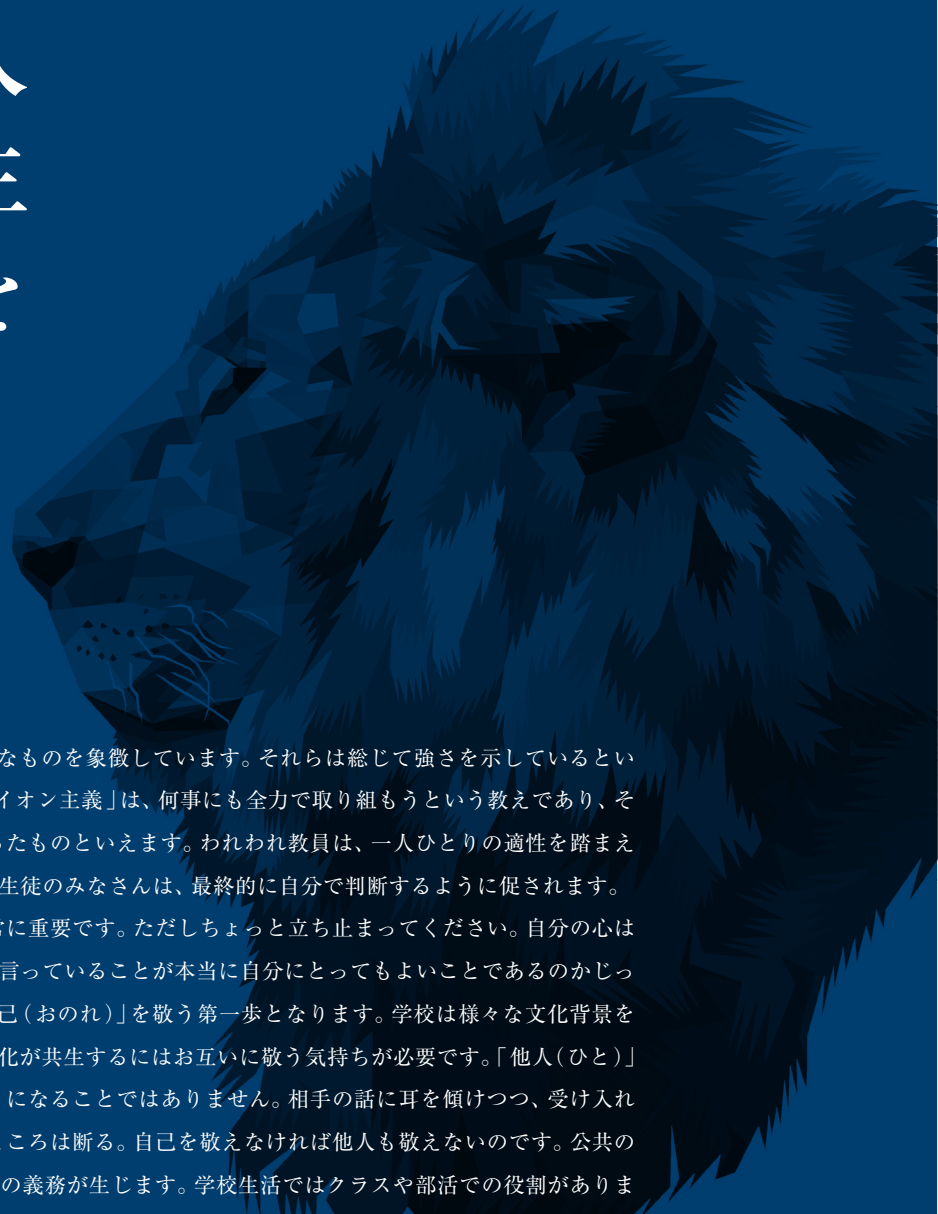 なものを象徴しています。それらは総じて強さを示しているとい
イオン主義」は、何事にも全力で取り組もうという教えであり、そ
たものといえます。われわれ教員は、一人ひとりの適性を踏まえ
生徒のみなさんは、最終的に自分で判断するように促されます。
に重要です。ただしちょっと立ち止まってください。自分の心は
言っていることが本当に自分にとってもよいことであるのかじっ
己(おのれ)」を敬う第一歩となります。学校は様々な文化背景を
化が共生するにはお互いに敬う気持ちが必要です。「他人(ひと)」
になることではありません。相手の話に耳を傾けつつ、受け入れ
ころは断る。自己を敬えなければ他人も敬えないのです。公共の
の義務が生じます。学校生活ではクラスや部活での役割がありま